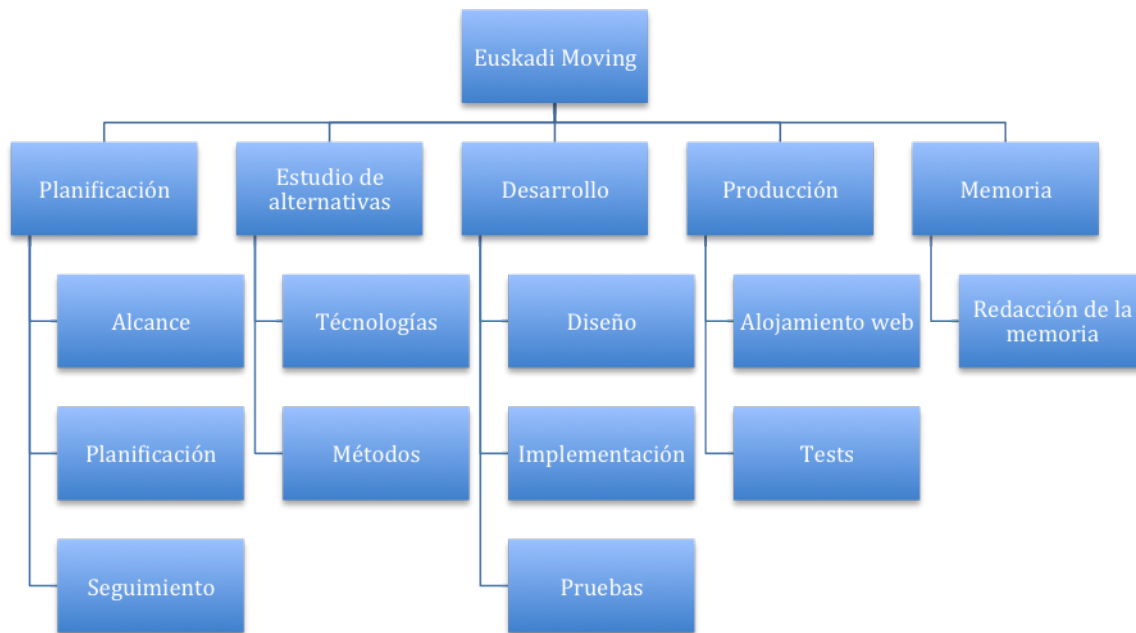 Euskadi Moving
Planificación
Estudio de
alternativas
Desarrollo
Producción
Memoria
Alcance
Técnologías
Diseño
Alojamiento web
Redacción de la
memoria
Planificación
Métodos
Implementación
Tests
Seguimiento
Pruebas